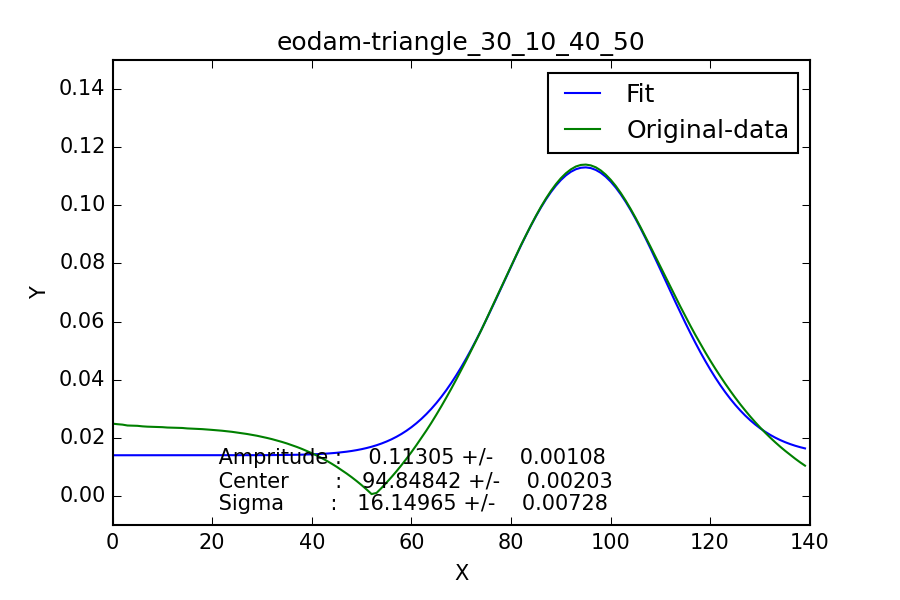 eodam-triangle_30_10_40_50
Fit
Original-data
0.14
0.12
0.10
0.08
0.06
0.04
0.02
0.00
Y
Ampritude : 0.11305 +/- 0.00108
Center : 94.84842 +/- 0.00203
Sigma : 16.14965 +/- 0.00728
0 20 40 60 80 100 120 140
X